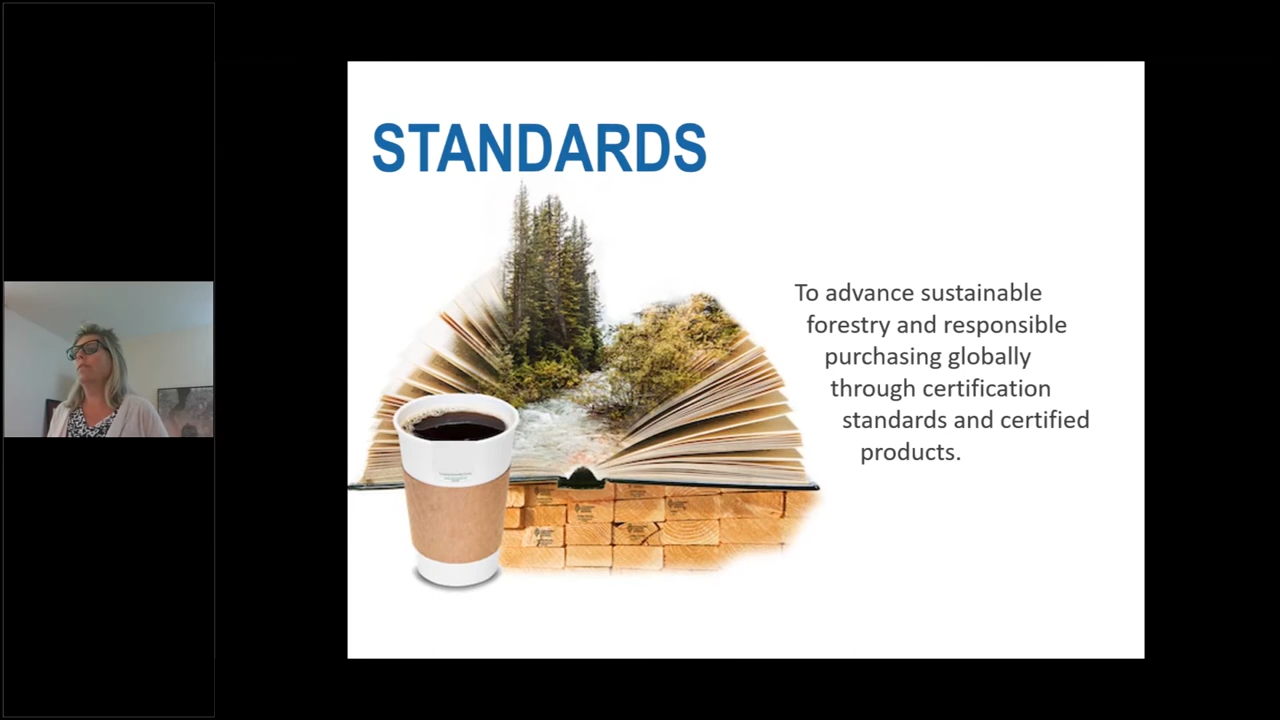 STANDARDS
To advance sustainable
forestry and responsible
purchasing globally
through certification
standards and certified
products.